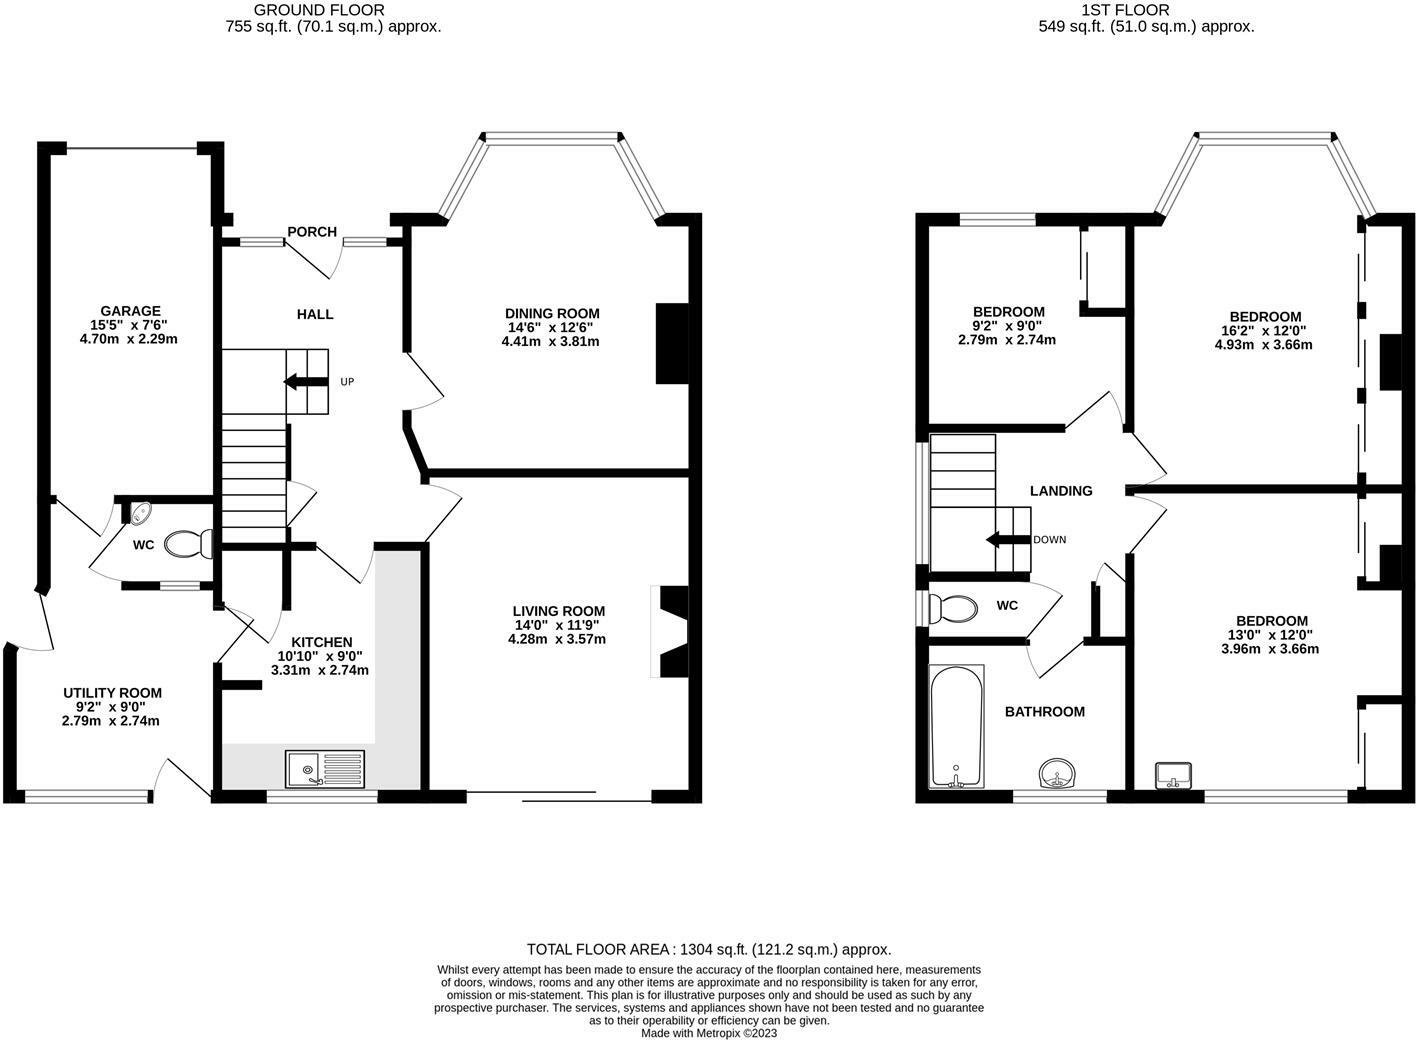 GROUND FLOOR
755 sq.ft. (70.1 sq.m.) approx.
1ST FLOOR
549 sq.ft. (51.0 sq.m.) approx.
PORCH
HALL
GARAGE
15'5" x 7'6"
4.70m x 2.29m
DINING ROOM
14'6" x 12'6"
4.41m x 3.81m
UP
WC
LIVING ROOM
14'0" x 11'9"
4.28m x 3.57m
KITCHEN
10'10" x 9'0"
3.31m x 2.74m
UTILITY ROOM
9'2" x 9'0"
2.79m x 2.74m
BEDROOM
9'2" x 9'0"
2.79m x 2.74m
BEDROOM
16'2" x 12'0"
4.93m x 3.66m
LANDING
DOWN
WC
BEDROOM
13'0" x 12'0"
3.96m x 3.66m
BATHROOM
TOTAL FLOOR AREA : 1304 sq.ft. (121.2 sq.m.) approx.
Whilst every attempt has been made to ensure the accuracy of the floorplan contained here, measurements
of doors, windows, rooms and any other items are approximate and no responsibility is taken for any error,
omission or mis-statement. This plan is for illustrative purposes only and should be used as such by any
prospective purchaser. The services, systems and appliances shown have not been tested and no guarantee
as to their operability or efficiency can be given.
Made with Metropix ©2023